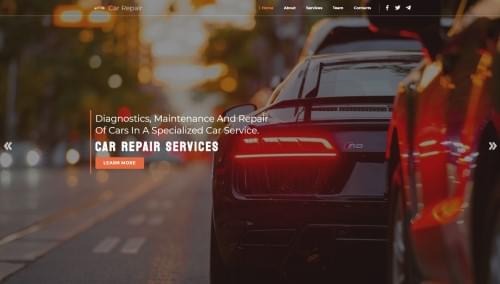 Car Repair
Home About Services Team Contacts
Diagnostics, Maintenance And Repair
Of Cars In A Specialized Car Service.
CAR REPAIR SERVICES
LEARN MORE